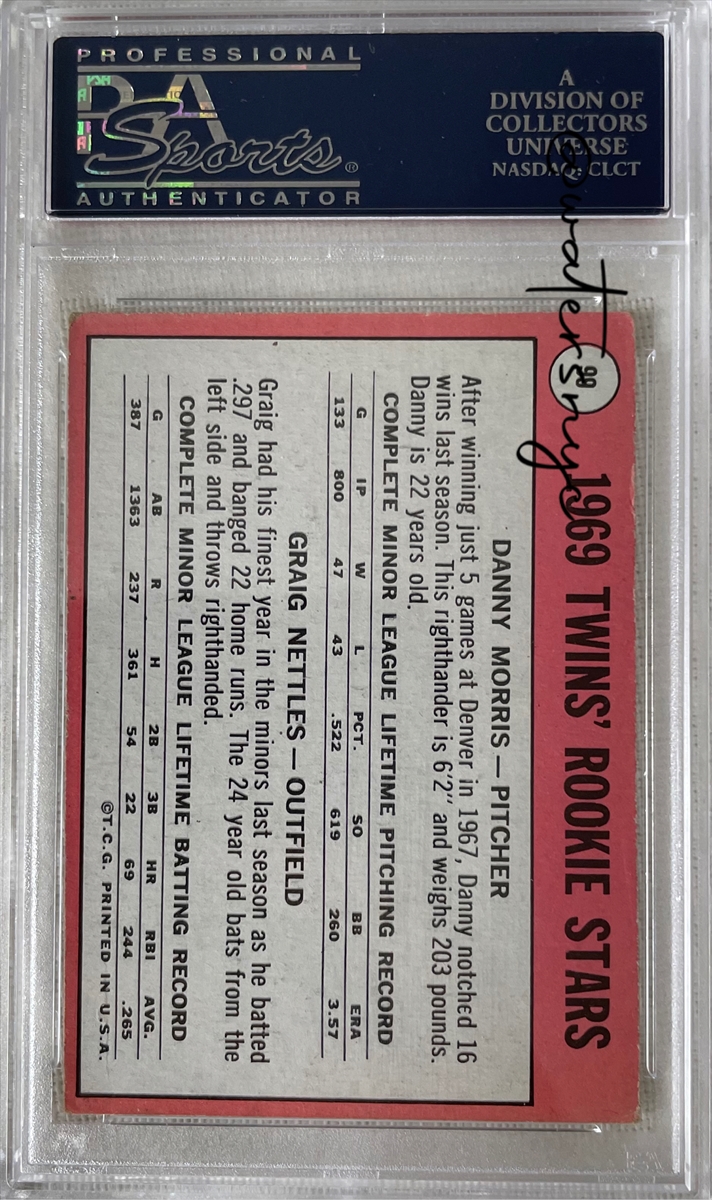 PROFESSIONAL
PSA
Sports®
AUTHENTICATOR
A
DIVISION OF
COLLECTORS
UNIVERSE
NASDAQ: CLCT
@watersnyc
99
1969 TWINS' ROOKIE STARS
DANNY MORRIS — PITCHER
After winning just 5 games at Denver in 1967, Danny notched 16
wins last season. This righthander is 6'2" and weighs 203 pounds.
Danny is 22 years old.
COMPLETE MINOR LEAGUE LIFETIME PITCHING RECORD
G IP W L PCT. SO BB ERA
133 800 47 43 .522 619 260 3.57
GRAIG NETTLES — OUTFIELD
Graig had his finest year in the minors last season as he batted
.297 and banged 22 home runs. The 24 year old bats from the
left side and throws righthanded.
COMPLETE MINOR LEAGUE LIFETIME BATTING RECORD
G AB R H 2B 3B HR RBI AVG.
387 1363 237 361 54 22 69 244 .265
©T.C.G. PRINTED IN U.S.A.